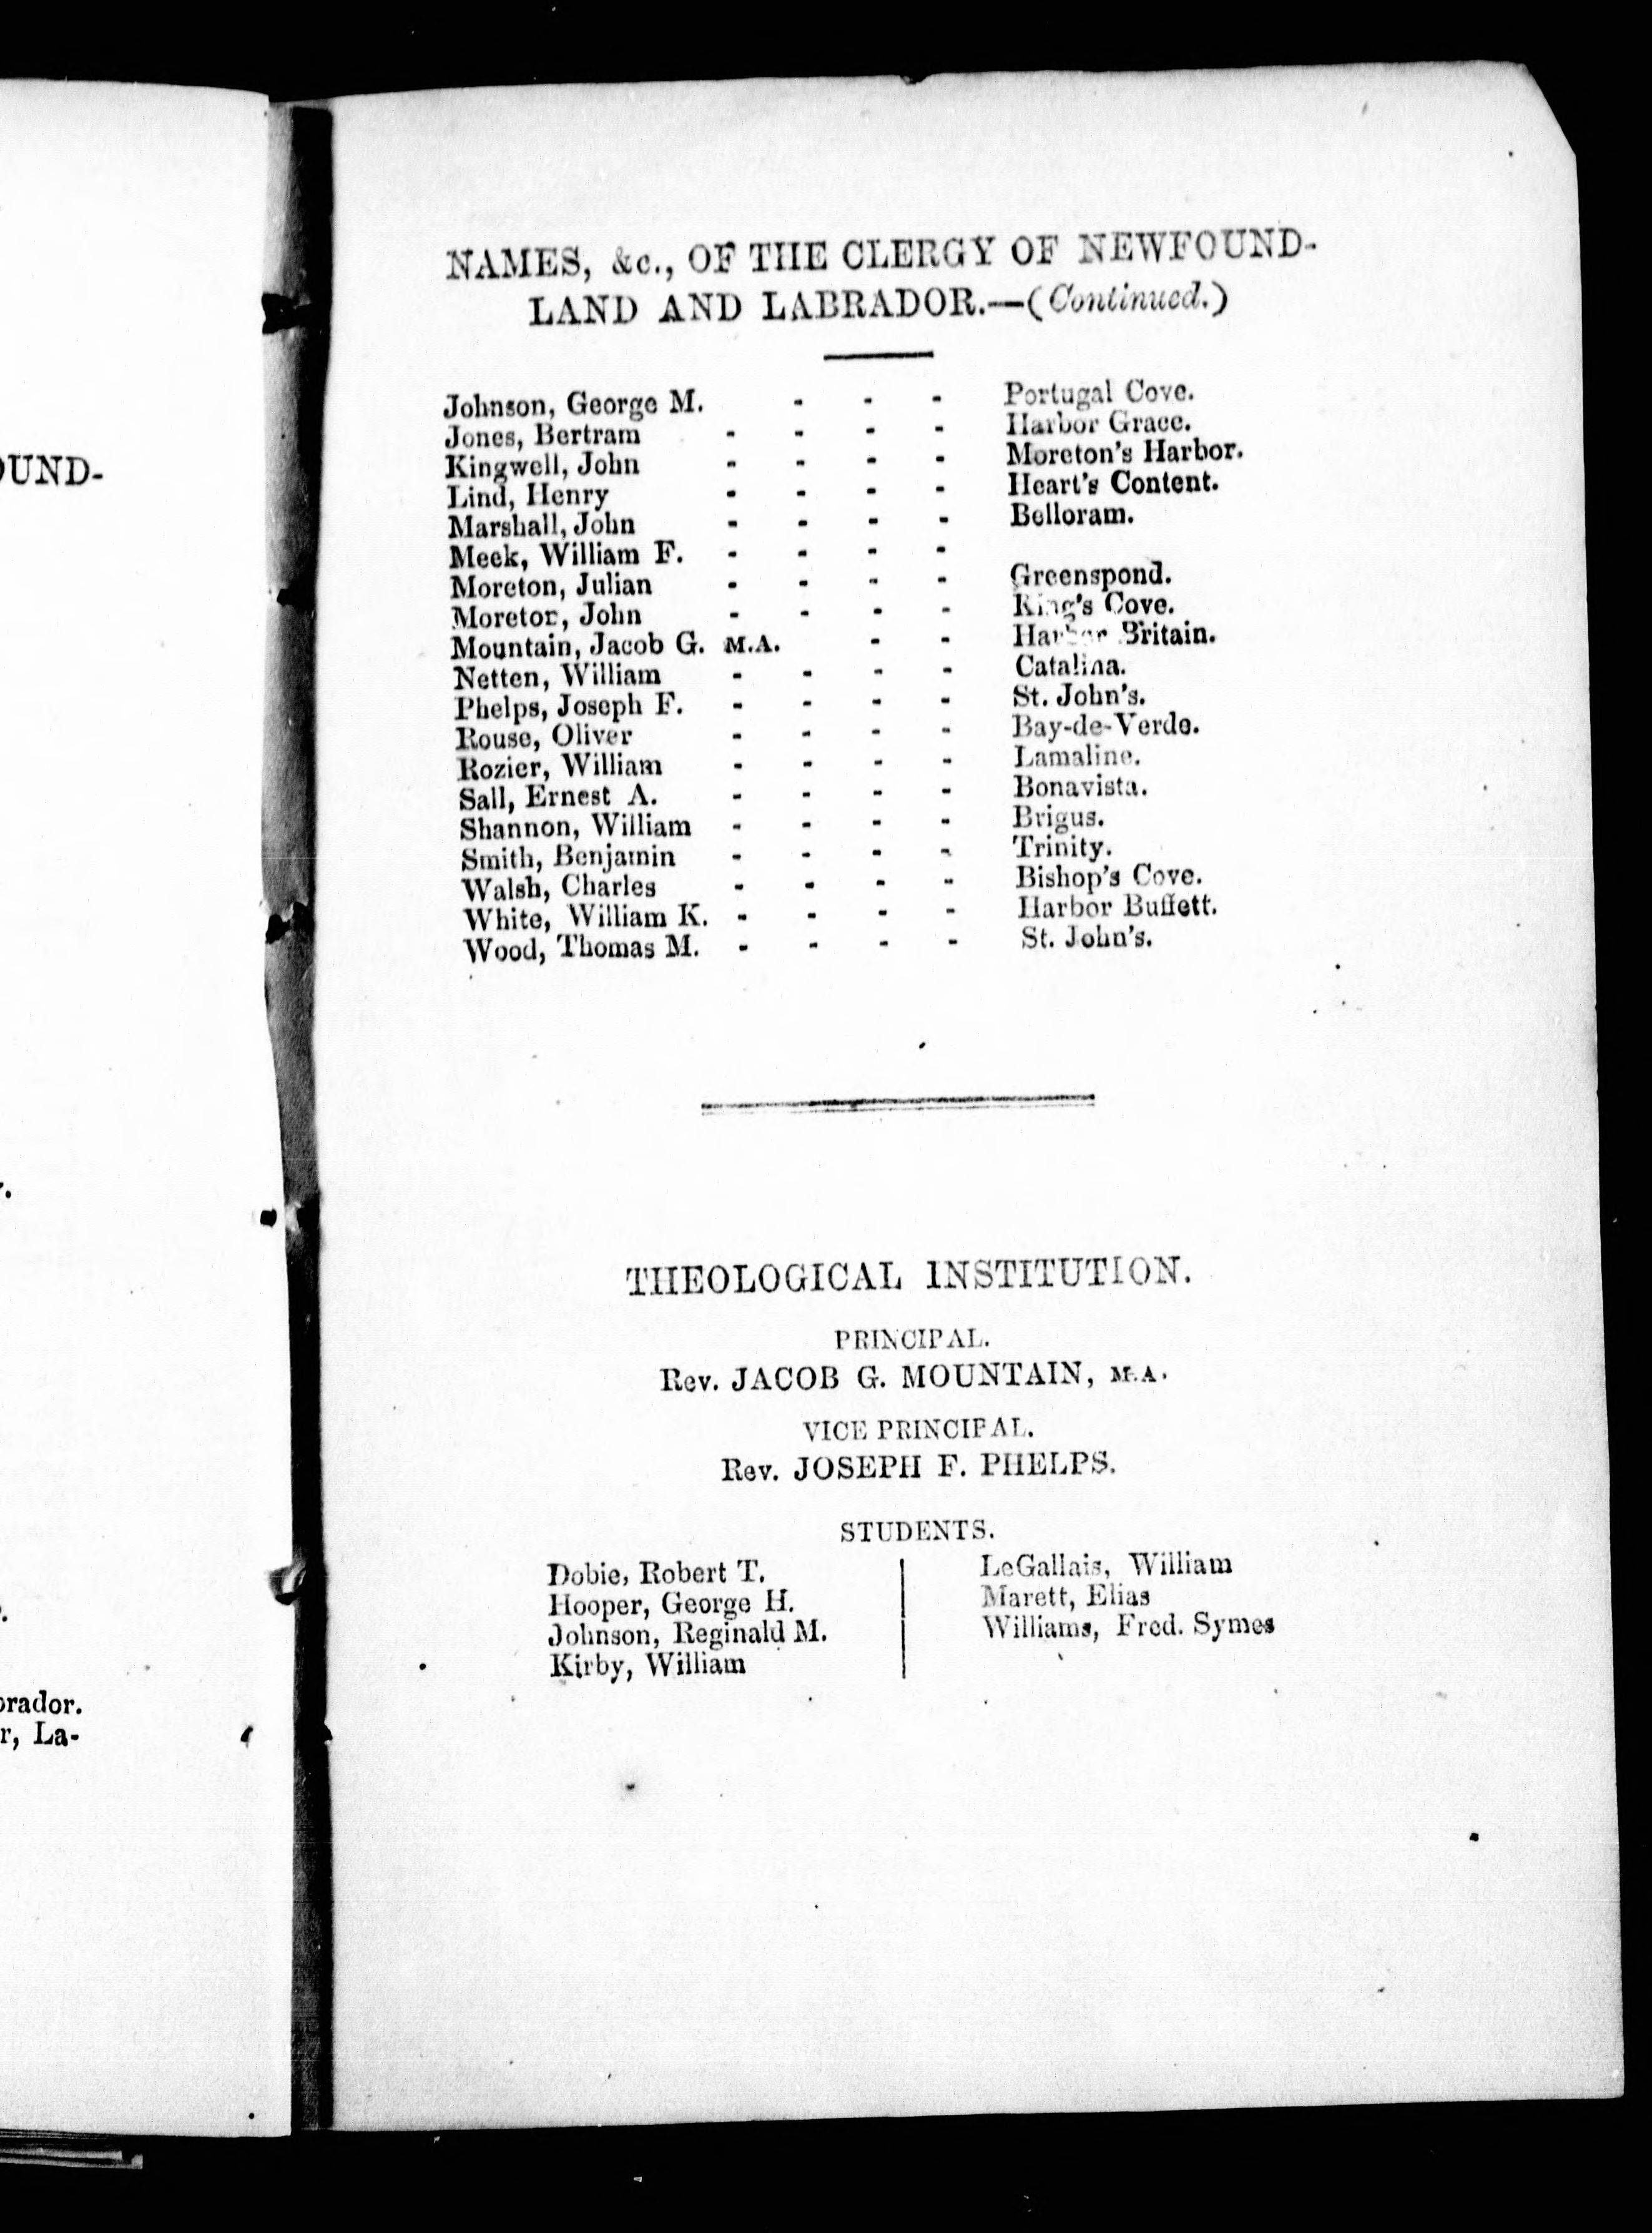 OUND-
brador.
r, La-
NAMES, &c., OF THE CLERGY OF NEWFOUND-
LAND AND LABRADOR.—(Continued.)
Johnson, George M. - - - Portugal Cove.
Jones, Bertram - - - - Harbor Grace.
Kingwell, John - - - - Moreton's Harbor.
Lind, Henry - - - - Heart's Content.
Marshall, John - - - - Belloram.
Meek, William F. - - - -
Moreton, Julian - - - - Greenspond.
Moreton, John - - - - King's Cove.
Mountain, Jacob G. M.A. - - Harbor Britain.
Netten, William - - - - Catalina.
Phelps, Joseph F. - - - - St. John's.
Rouse, Oliver - - - - Bay-de-Verde.
Rozier, William - - - - Lamaline.
Sall, Ernest A. - - - - Bonavista.
Shannon, William - - - - Brigus.
Smith, Benjamin - - - - Trinity.
Walsh, Charles - - - - Bishop's Cove.
White, William K. - - - - Harbor Buffett.
Wood, Thomas M. - - - - St. John's.
THEOLOGICAL INSTITUTION.
PRINCIPAL.
Rev. JACOB G. MOUNTAIN, M.A.
VICE PRINCIPAL.
Rev. JOSEPH F. PHELPS.
STUDENTS.
Dobie, Robert T.
Hooper, George H.
Johnson, Reginald M.
Kirby, William
LeGallais, William
Marett, Elias
Williams, Fred. Symes